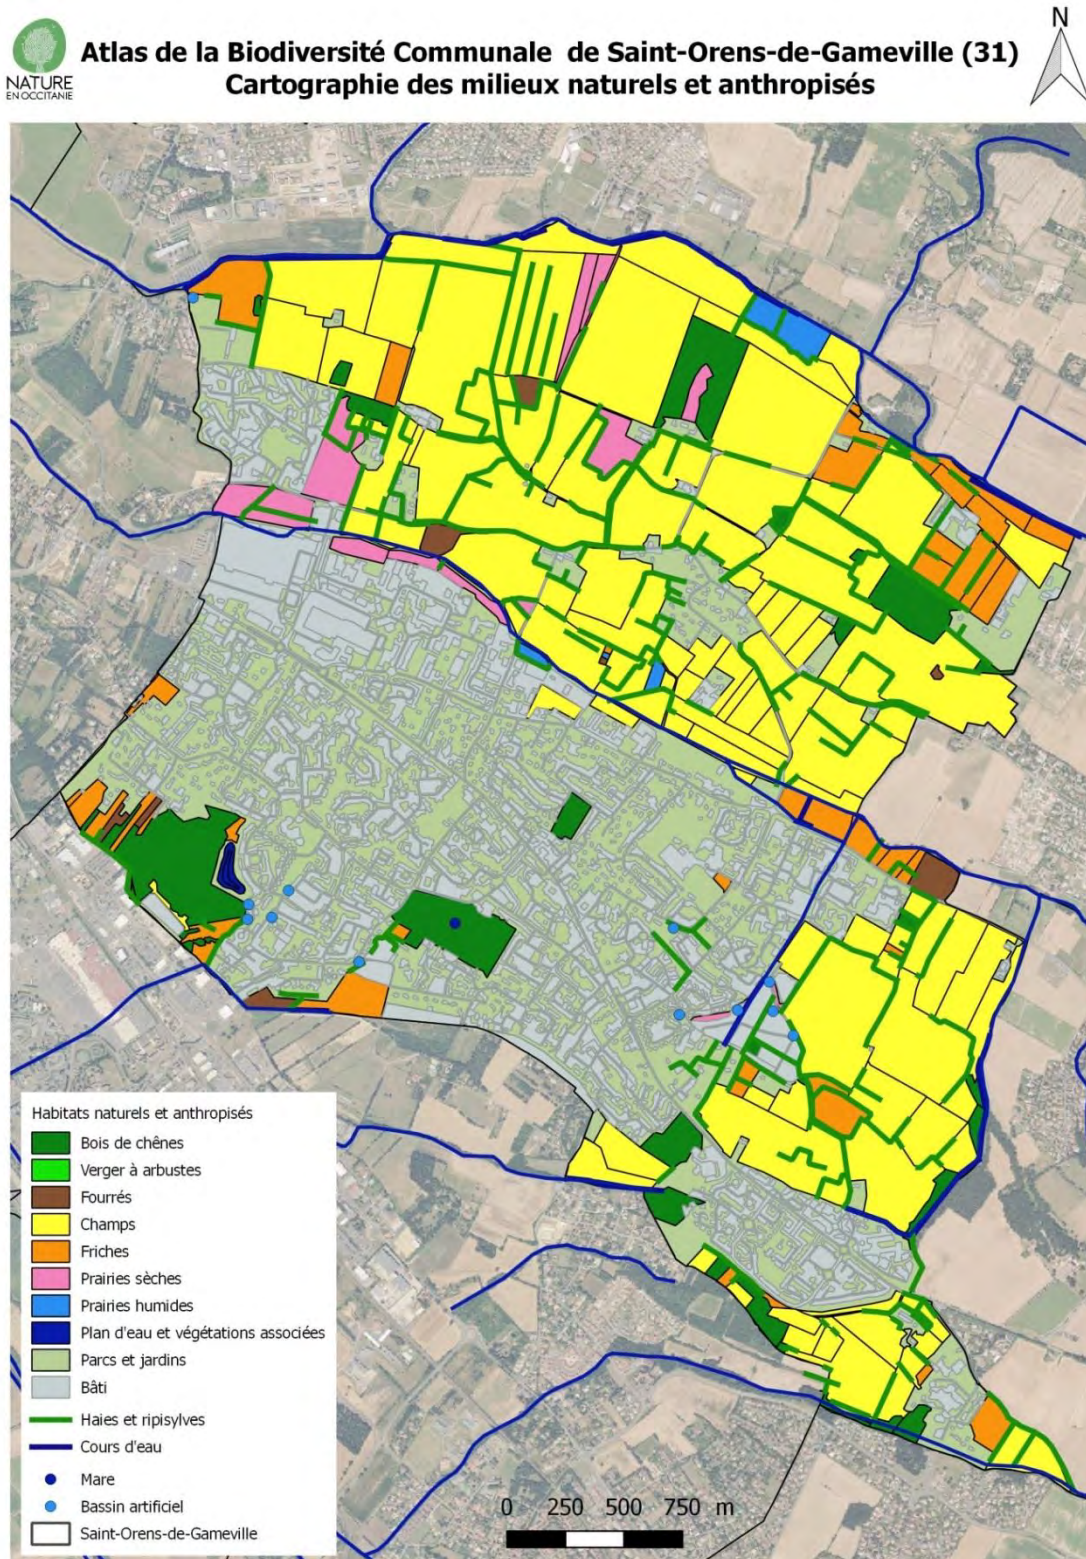 NATURE
EN OCCITANIE
Atlas de la Biodiversité Communale de Saint-Orens-de-Gameville (31)
Cartographie des milieux naturels et anthropisés
N
Habitats naturels et anthropisés
Bois de chênes
Verger à arbustes
Fourrés
Champs
Friches
Prairies sèches
Prairies humides
Plan d'eau et végétations associées
Parcs et jardins
Bâti
Haies et ripisylves
Cours d'eau
Mare
Bassin artificiel
Saint-Orens-de-Gameville
0 250 500 750 m